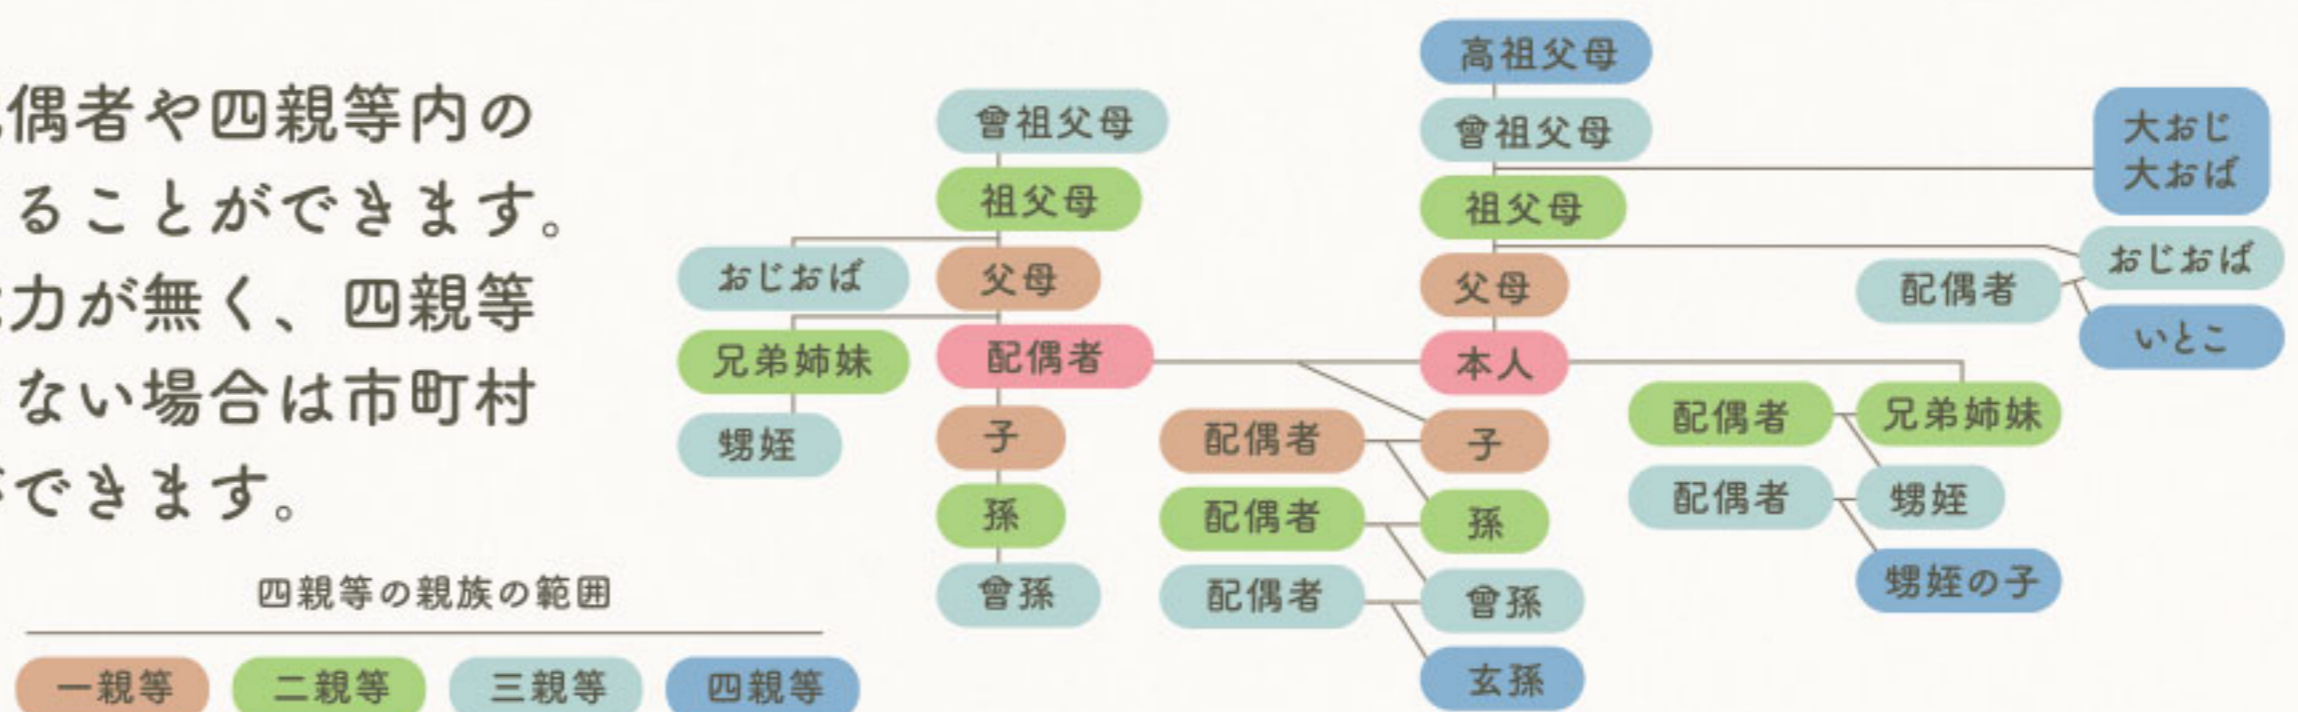 偶者や四親等内の
ることができます。
力が無く、四親等
ない場合は市町村
できます。
四親等の親族の範囲
一親等
二親等
三親等
四親等
曾祖父母
祖父母
おじおば
父母
兄弟姉妹
配偶者
甥姪
子
孫
曾孫
高祖父母
曾祖父母
祖父母
父母
本人
配偶者
子
配偶者
孫
配偶者
曾孫
玄孫
大おじ
大おば
おじおば
配偶者
いとこ
配偶者
兄弟姉妹
配偶者
甥姪
甥姪の子